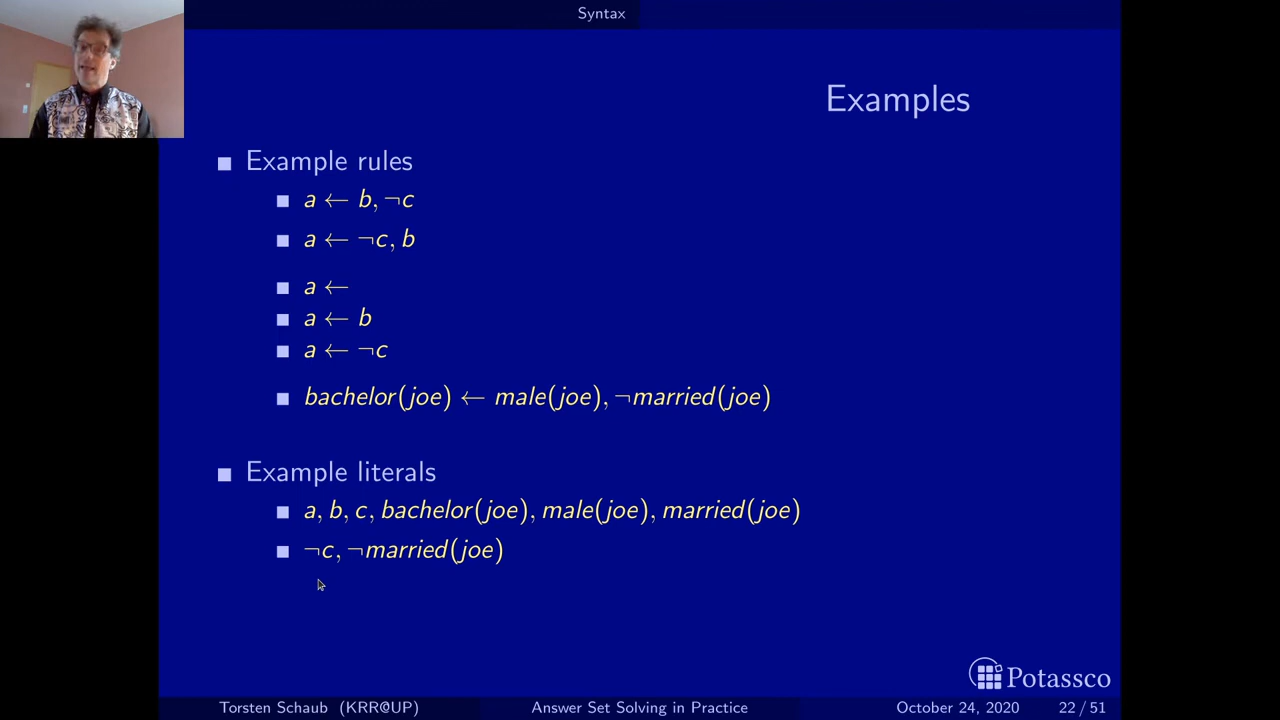 Syntax
Examples
Example rules
a ← b, ¬c
a ← ¬c, b
a ←
a ← b
a ← ¬c
bachelor(joe) ← male(joe), ¬married(joe)
Example literals
a, b, c, bachelor(joe), male(joe), married(joe)
¬c, ¬married(joe)
Potassco
Torsten Schaub (KRR@UP) Answer Set Solving in Practice October 24, 2020 22 / 51